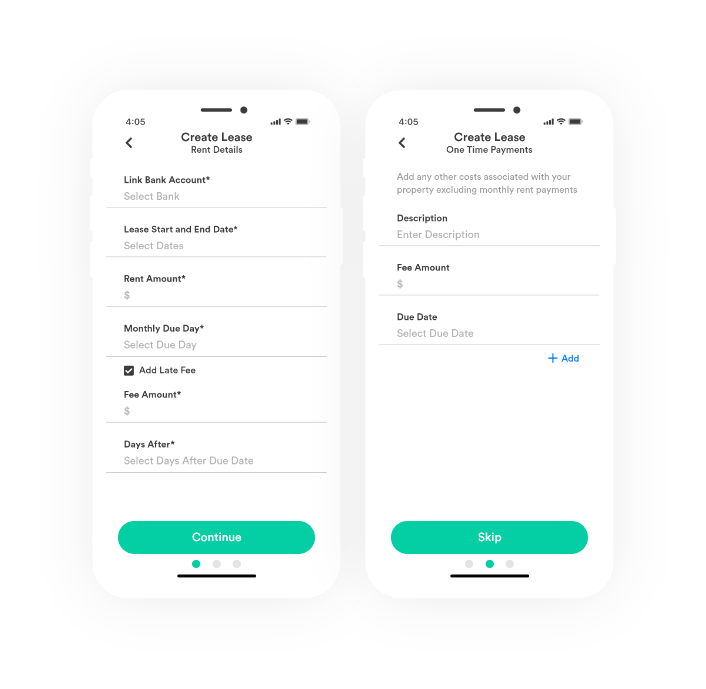 4:05
Create Lease
Rent Details
Link Bank Account*
Select Bank
Lease Start and End Date*
Select Dates
Rent Amount*
$
Monthly Due Day*
Select Due Day
Add Late Fee
Fee Amount*
$
Days After*
Select Days After Due Date
Continue
4:05
Create Lease
One Time Payments
Add any other costs associated with your
property excluding monthly rent payments
Description
Enter Description
Fee Amount
$
Due Date
Select Due Date
+ Add
Skip